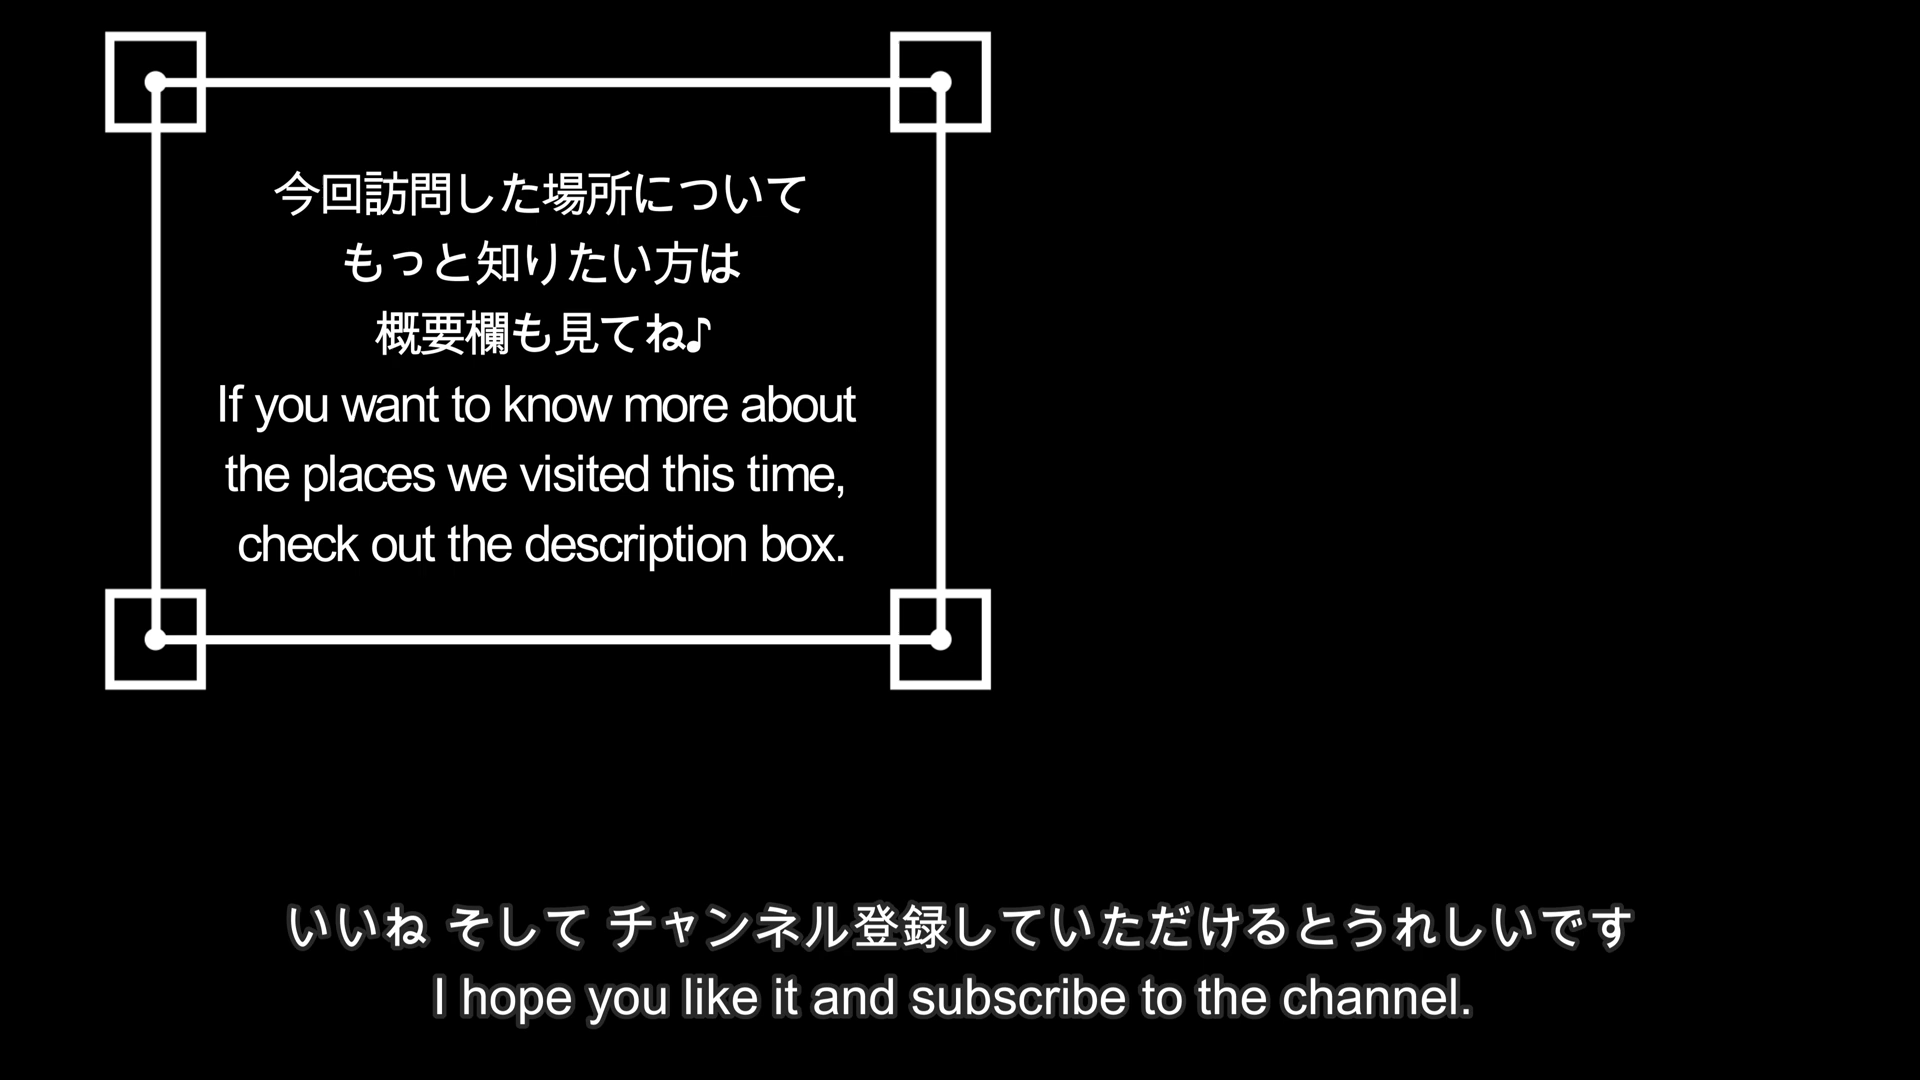 今回訪問した場所について
もっと知りたい方は
概要欄も見てね♪
If you want to know more about
the places we visited this time,
check out the description box.
いいね そして チャンネル登録していただけるとうれしいです
I hope you like it and subscribe to the channel.